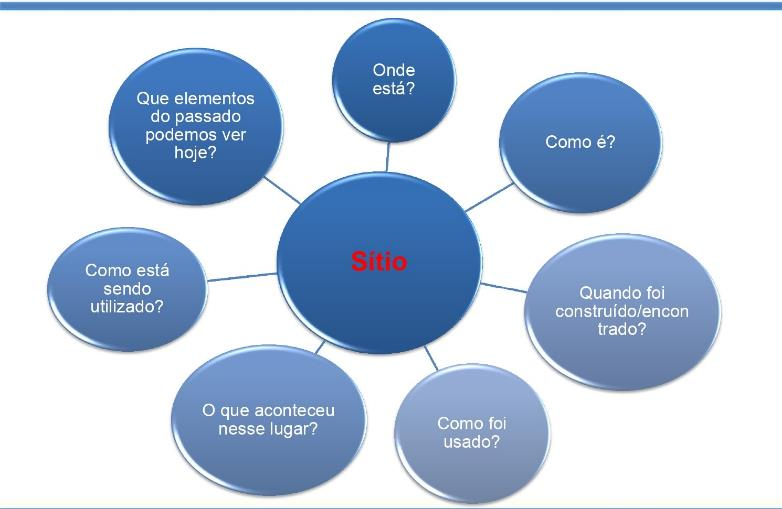 Onde
está?
Como é?
Quando foi
construído/encon
trado?
Como foi
usado?
O que aconteceu
nesse lugar?
Como está
sendo
utilizado?
Que elementos
do passado
podemos ver
hoje?
Sítio